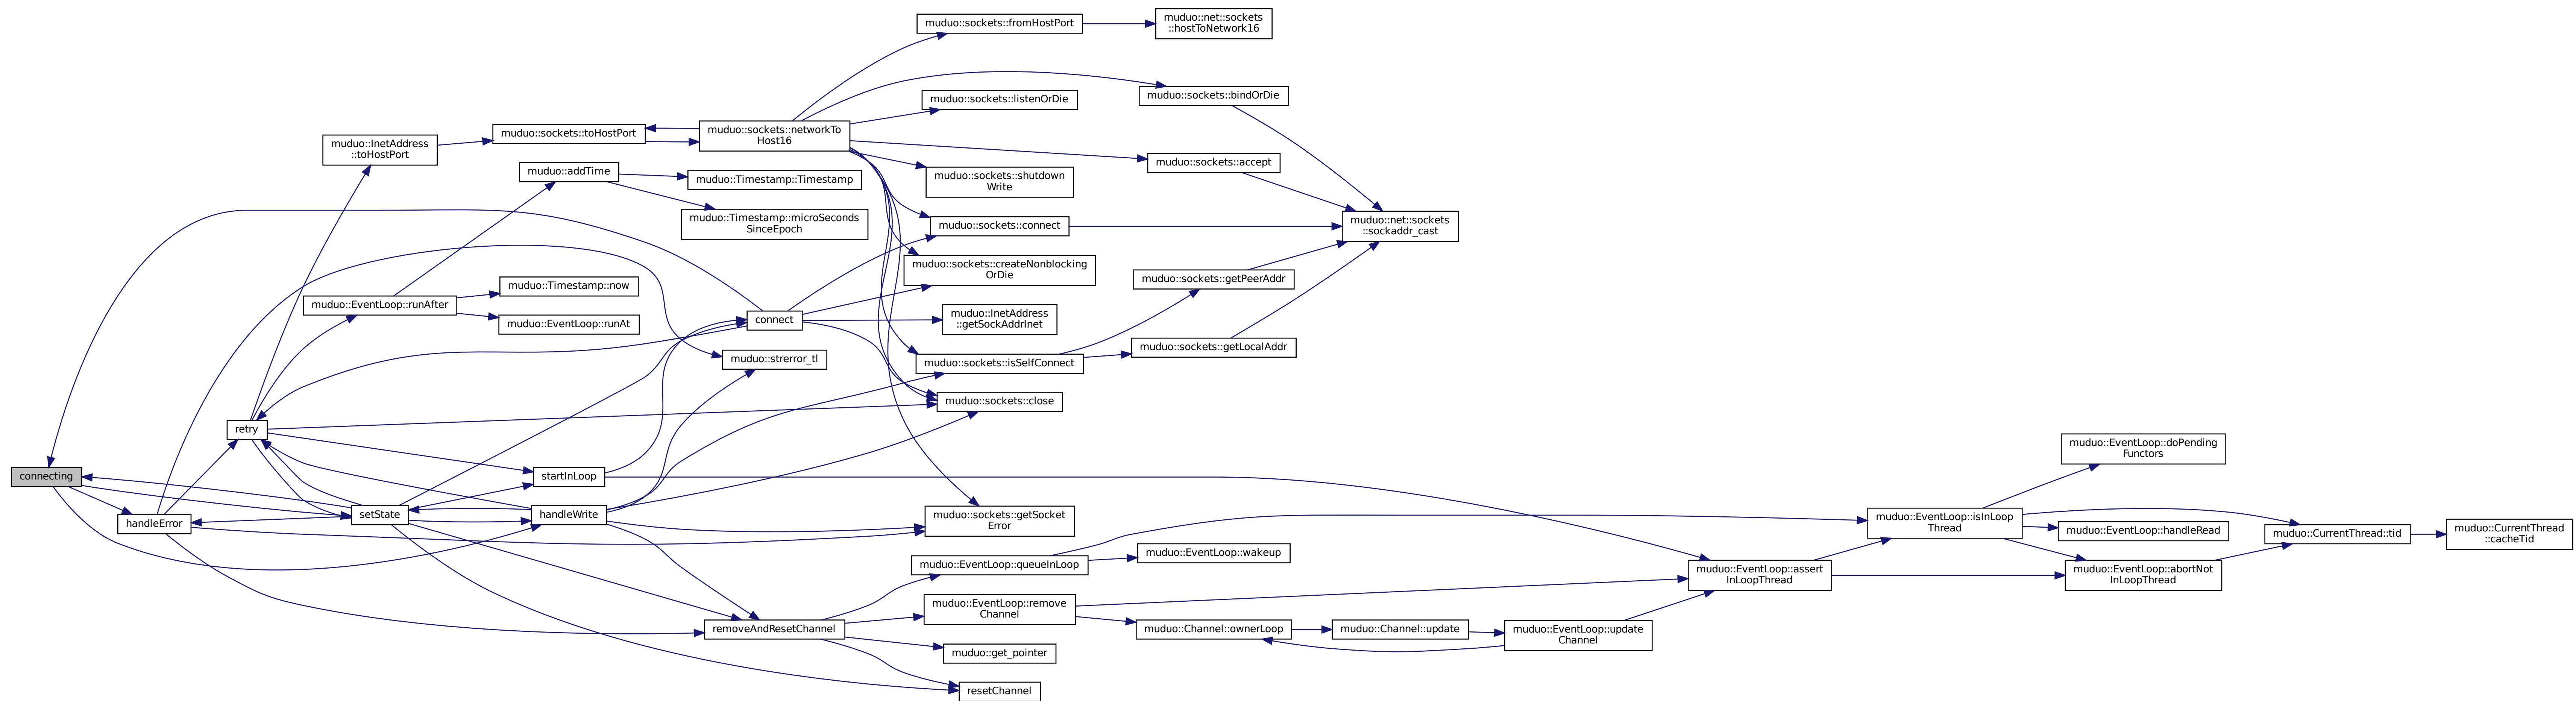 muduo::sockets::fromHostPort
muduo::net::sockets
::hostToNetwork16
muduo::sockets::listenOrDie
muduo::sockets::bindOrDie
muduo::InetAddress
::toHostPort
muduo::sockets::toHostPort
muduo::sockets::networkTo
Host16
muduo::sockets::accept
muduo::addTime
muduo::Timestamp::Timestamp
muduo::sockets::shutdown
Write
muduo::Timestamp::microSeconds
SinceEpoch
muduo::sockets::connect
muduo::net::sockets
::sockaddr_cast
muduo::sockets::createNonblocking
OrDie
muduo::sockets::getPeerAddr
muduo::Timestamp::now
muduo::EventLoop::runAfter
muduo::EventLoop::runAt
connect
muduo::InetAddress
::getSockAddrInet
muduo::sockets::getLocalAddr
muduo::strerror_tl
muduo::sockets::isSelfConnect
muduo::sockets::close
retry
muduo::EventLoop::doPending
Functors
connecting
startInLoop
handleError
setState
handleWrite
muduo::sockets::getSocket
Error
muduo::EventLoop::isInLoop
Thread
muduo::EventLoop::handleRead
muduo::CurrentThread::tid
muduo::CurrentThread
::cacheTid
muduo::EventLoop::queueInLoop
muduo::EventLoop::wakeup
muduo::EventLoop::assert
InLoopThread
muduo::EventLoop::abortNot
InLoopThread
muduo::EventLoop::remove
Channel
removeAndResetChannel
muduo::Channel::ownerLoop
muduo::Channel::update
muduo::EventLoop::update
Channel
muduo::get_pointer
resetChannel